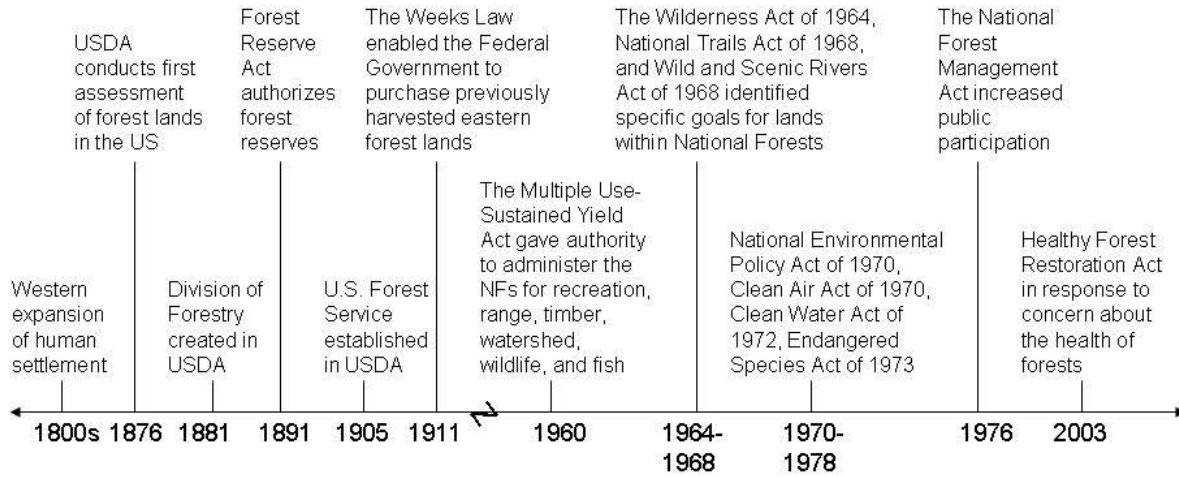 USDA
conducts first
assessment
of forest lands
in the US
Forest
Reserve
Act
authorizes
forest
reserves
The Weeks Law
enabled the Federal
Government to
purchase previously
harvested eastern
forest lands
The Wilderness Act of 1964,
National Trails Act of 1968,
and Wild and Scenic Rivers
Act of 1968 identified
specific goals for lands
within National Forests
The National
Forest
Management
Act increased
public
participation
Western
expansion
of human
settlement
Division of
Forestry
created in
USDA
U.S. Forest
Service
established
in USDA
The Multiple Use-
Sustained Yield
Act gave authority
to administer the
NFs for recreation,
range, timber,
watershed,
wildlife, and fish
National Environmental
Policy Act of 1970,
Clean Air Act of 1970,
Clean Water Act of
1972, Endangered
Species Act of 1973
Healthy Forest
Restoration Act
in response to
concern about
the health of
forests
1800s 1876 1881 1891 1905 1911 1960 1964- 1970- 1976 2003
1968 1978